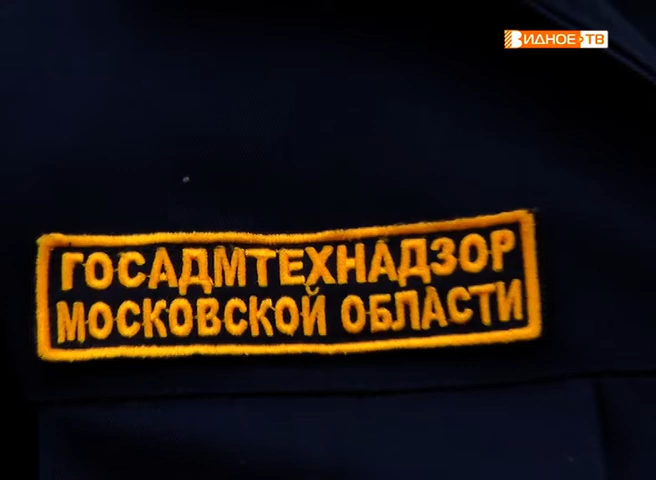 ВИДНОЕ ТВ
ГОСАДМТЕХНАДЗОР
МОСКОВСКОЙ ОБЛАСТИ